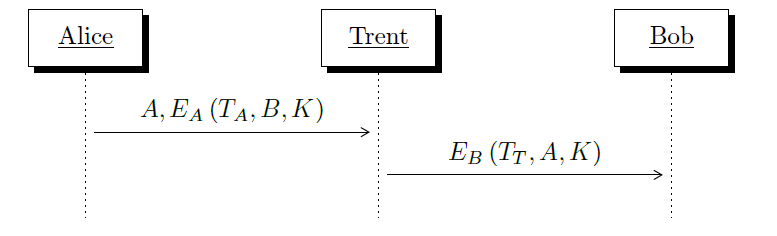 Alice Trent Bob
A, E_A (T_A, B, K)
E_B (T_T, A, K)